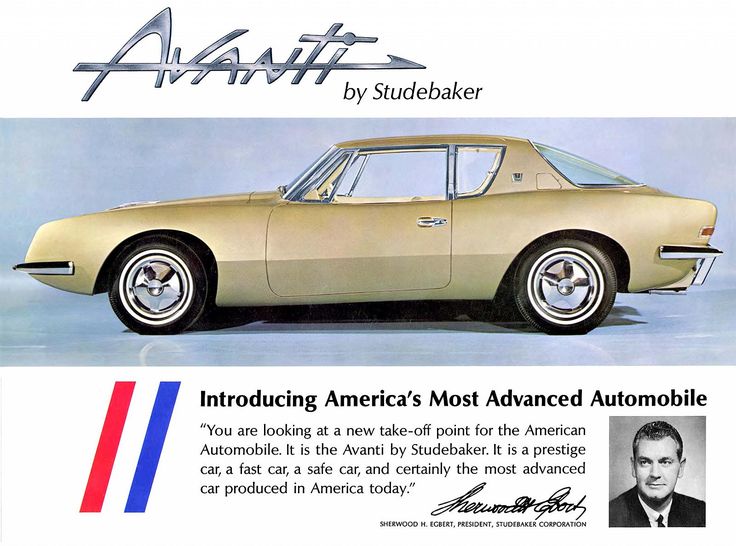 Avanti
by Studebaker
Introducing America's Most Advanced Automobile
“You are looking at a new take-off point for the American
Automobile. It is the Avanti by Studebaker. It is a prestige
car, a fast car, a safe car, and certainly the most advanced
car produced in America today.”
Sherwood H Egbert
SHERWOOD H. EGBERT, PRESIDENT, STUDEBAKER CORPORATION